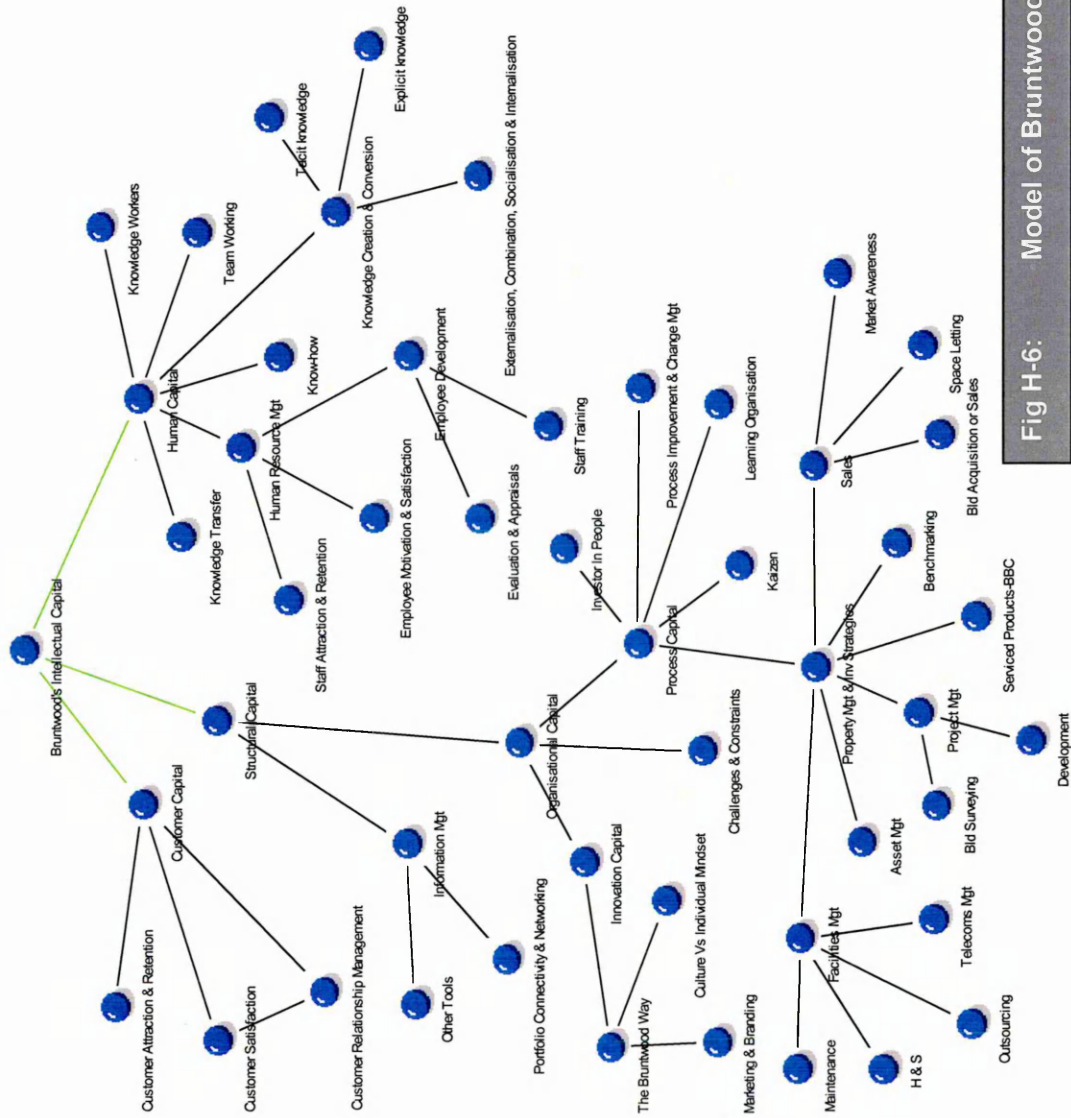 Bruntwood's Intellectual Capital
Customer Capital
Customer Attraction & Retention
Customer Satisfaction
Customer Relationship Management
Structural Capital
Information Mgt
Other Tools
Portfolio Connectivity & Networking
Organisational Capital
Innovation Capital
The Bruntwood Way
Marketing & Branding
Culture Vs Individual Mindset
Challenges & Constraints
Process Capital
Investor In People
Process Improvement & Change Mgt
Learning Organisation
Kaizen
Property Mgt & Inv Strategies
Facilities Mgt
Maintenance
H & S
Outsourcing
Telecoms Mgt
Asset Mgt
Project Mgt
Bld Surveying
Development
Serviced Products-BBC
Benchmarking
Sales
Market Awareness
Space Letting
Bld Acquisition or Sales
Human Capital
Knowledge Workers
Team Working
Knowledge Transfer
Know-how
Human Resource Mgt
Staff Attraction & Retention
Employee Motivation & Satisfaction
Employee Development
Evaluation & Appraisals
Staff Training
Knowledge Creation & Conversion
Tacit knowledge
Explicit knowledge
Externalisation, Combination, Socialisation & Internalisation
Fig H-6: Model of Bruntwood